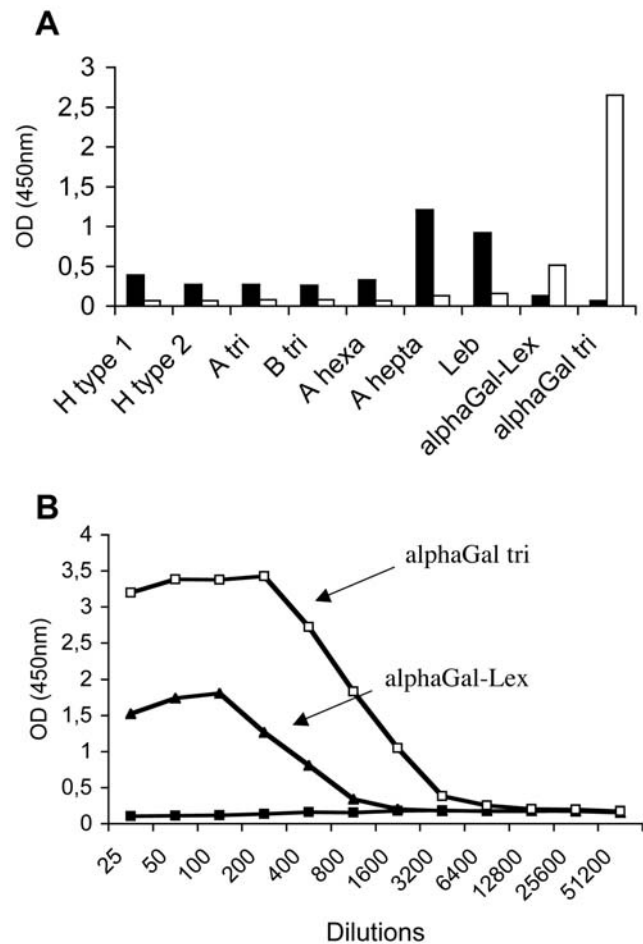 A
3
2,5
2
1,5
1
0,5
0
OD (450nm)
H type 1
H type 2
A tri
B tri
A hexa
A hepta
Leb
alphaGal-Lex
alphaGal tri
B
4
3,5
3
2,5
2
1,5
1
0,5
0
OD (450nm)
alphaGal tri
alphaGal-Lex
25
50
100
200
400
800
1600
3200
6400
12800
25600
51200
Dilutions